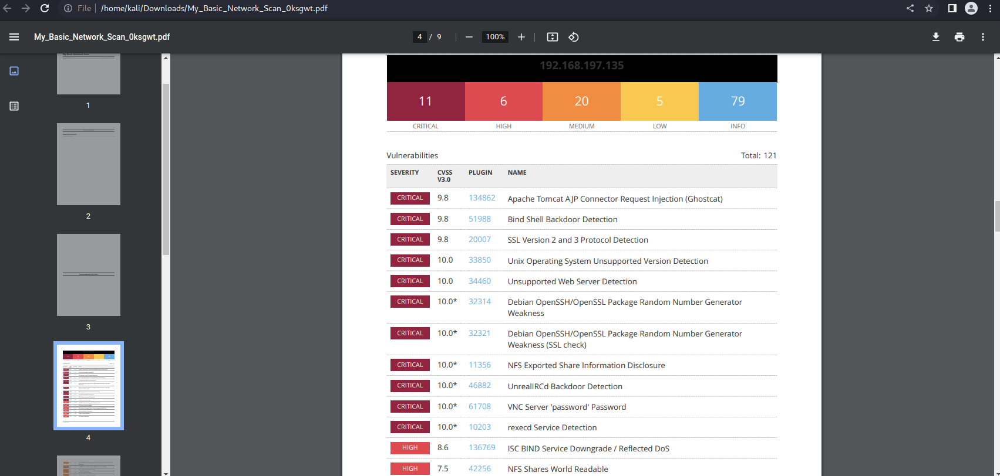 File /home/kali/Downloads/My_Basic_Network_Scan_0ksgwt.pdf
My_Basic_Network_Scan_0ksgwt.pdf
4 / 9
100%
1
2
3
4
192.168.197.135
11 6 20 5 79
CRITICAL HIGH MEDIUM LOW INFO
Vulnerabilities Total: 121
SEVERITY CVSS PLUGIN NAME
V3.0
CRITICAL 9.8 134862 Apache Tomcat AJP Connector Request Injection (Ghostcat)
CRITICAL 9.8 51988 Bind Shell Backdoor Detection
CRITICAL 9.8 20007 SSL Version 2 and 3 Protocol Detection
CRITICAL 10.0 33850 Unix Operating System Unsupported Version Detection
CRITICAL 10.0 34460 Unsupported Web Server Detection
CRITICAL 10.0* 32314 Debian OpenSSH/OpenSSL Package Random Number Generator
Weakness
CRITICAL 10.0* 32321 Debian OpenSSH/OpenSSL Package Random Number Generator
Weakness (SSL check)
CRITICAL 10.0* 11356 NFS Exported Share Information Disclosure
CRITICAL 10.0* 46882 UnrealIRCd Backdoor Detection
CRITICAL 10.0* 61708 VNC Server 'password' Password
CRITICAL 10.0* 10203 rexecd Service Detection
HIGH 8.6 136769 ISC BIND Service Downgrade / Reflected DoS
HIGH 7.5 42256 NFS Shares World Readable